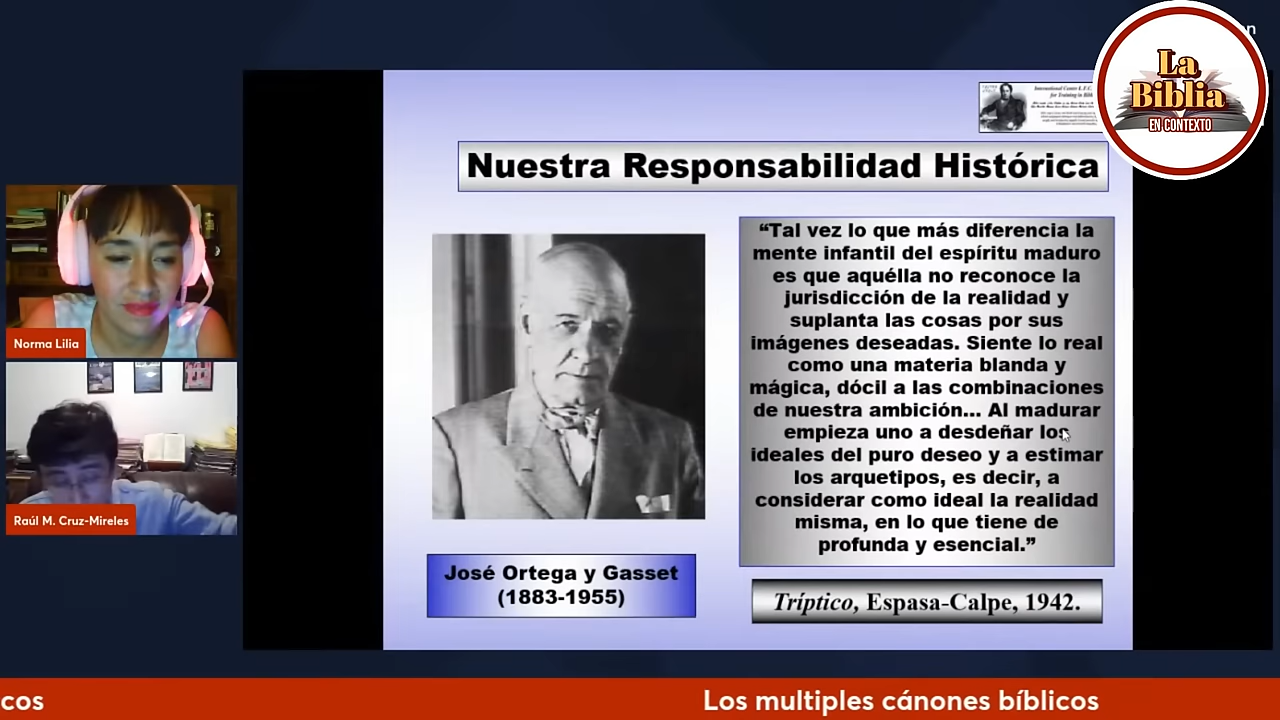 La
Biblia
EN CONTEXTO
Nuestra Responsabilidad Histórica
“Tal vez lo que más diferencia la
mente infantil del espíritu maduro
es que aquélla no reconoce la
jurisdicción de la realidad y
suplanta las cosas por sus
imágenes deseadas. Siente lo real
como una materia blanda y
mágica, dócil a las combinaciones
de nuestra ambición... Al madurar
empieza uno a desdeñar los
ideales del puro deseo y a estimar
los arquetipos, es decir, a
considerar como ideal la realidad
misma, en lo que tiene de
profunda y esencial.”
José Ortega y Gasset
(1883-1955)
Tríptico, Espasa-Calpe, 1942.
Norma Lilia
Raúl M. Cruz-Mireles
cos
Los multiples cánones bíblicos